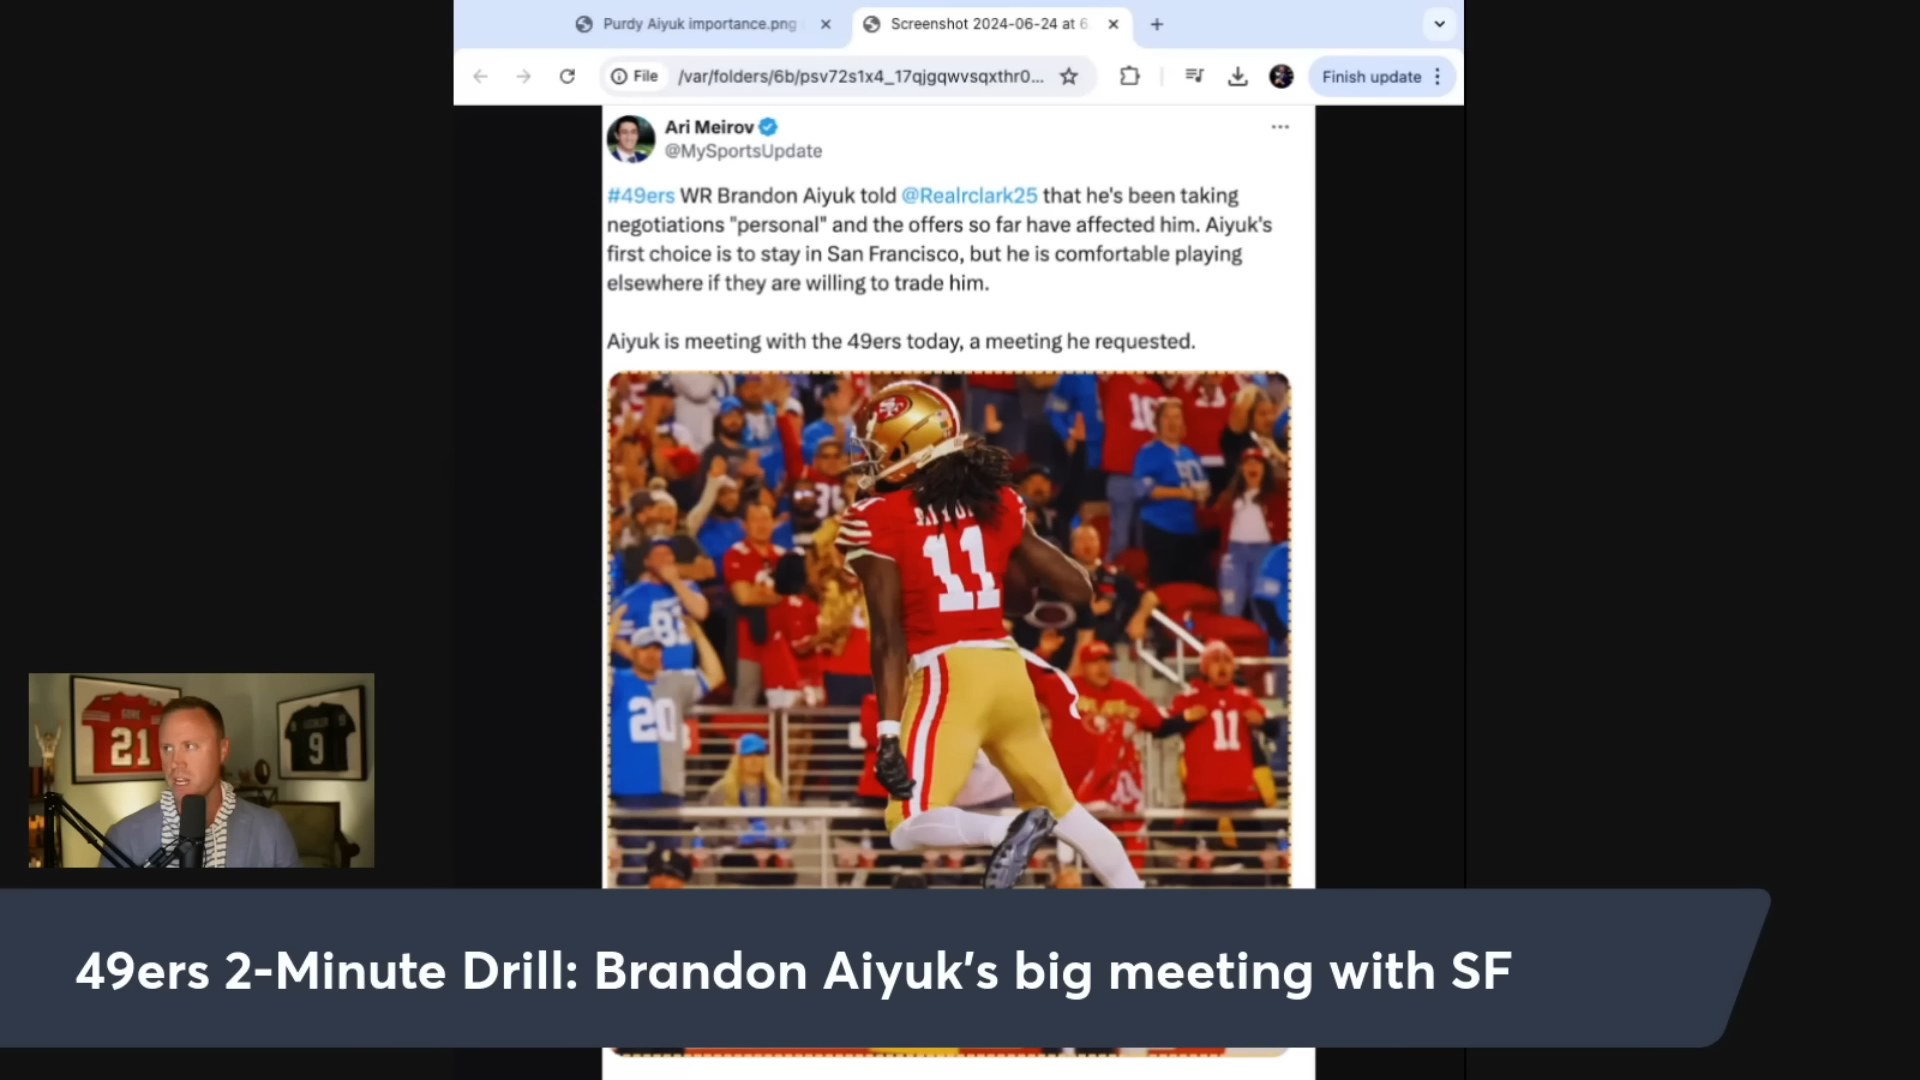 Purdy Aiyuk importance.png
Screenshot 2024-06-24 at 6
File
/var/folders/6b/psv72s1x4_17qjgqwvsqxthr0...
Finish update
Ari Meirov
@MySportsUpdate
#49ers WR Brandon Aiyuk told @Realrclark25 that he's been taking
negotiations "personal" and the offers so far have affected him. Aiyuk's
first choice is to stay in San Francisco, but he is comfortable playing
elsewhere if they are willing to trade him.
Aiyuk is meeting with the 49ers today, a meeting he requested.
11
20
11
21
9
49ers 2-Minute Drill: Brandon Aiyuk's big meeting with SF